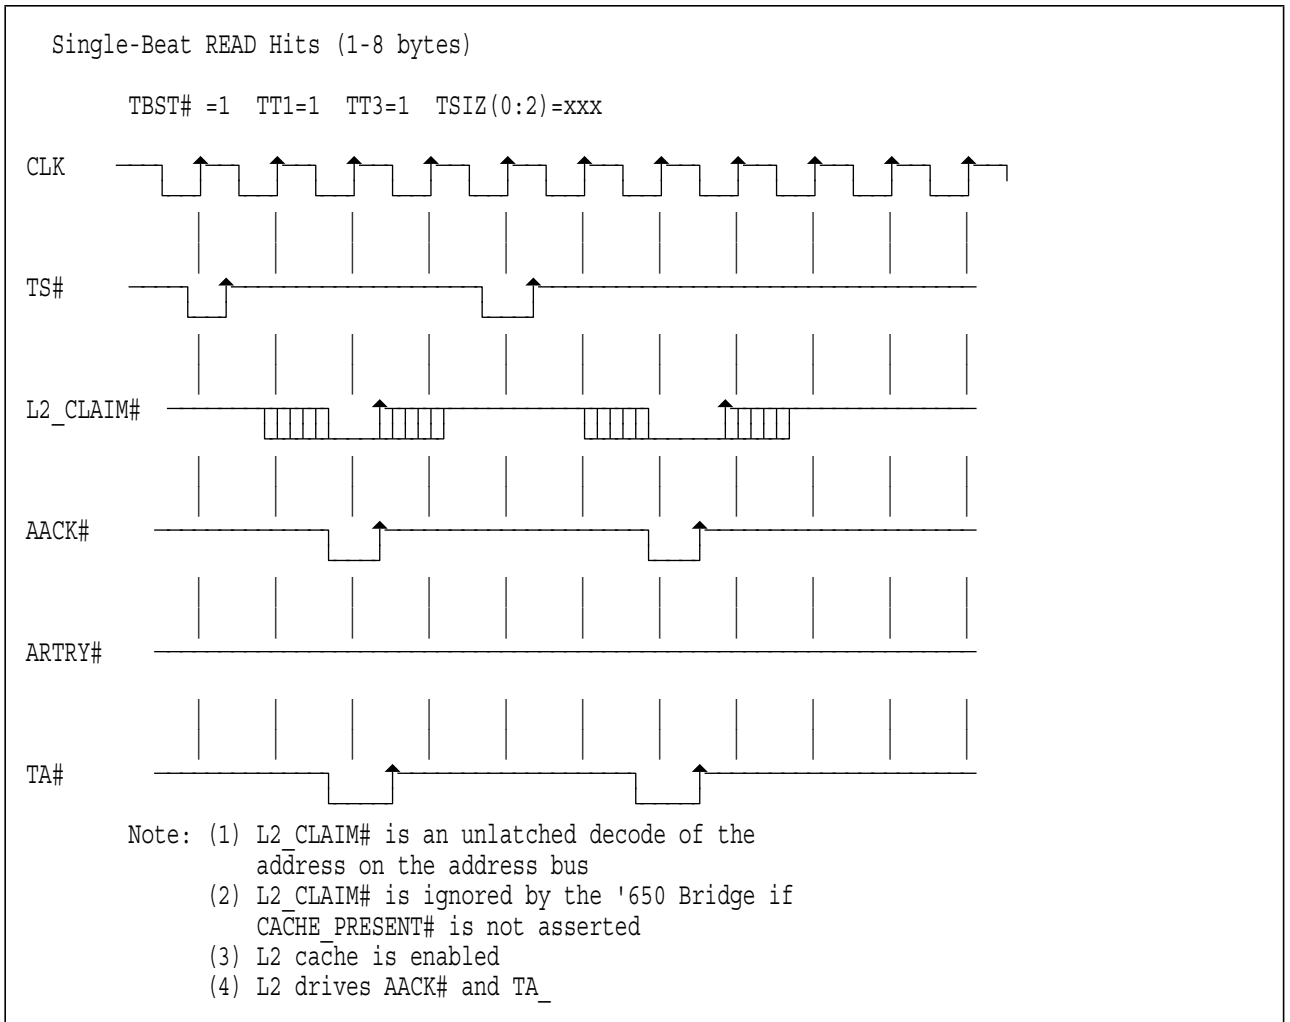 Single-Beat READ Hits (1-8 bytes)
TBST# =1 TT1=1 TT3=1 TSIZ(0:2)=xxx
CLK
TS#
L2_CLAIM#
AACK#
ARTRY#
TA#
Note: (1) L2_CLAIM# is an unlatched decode of the
address on the address bus
(2) L2_CLAIM# is ignored by the '650 Bridge if
CACHE_PRESENT# is not asserted
(3) L2 cache is enabled
(4) L2 drives AACK# and TA_